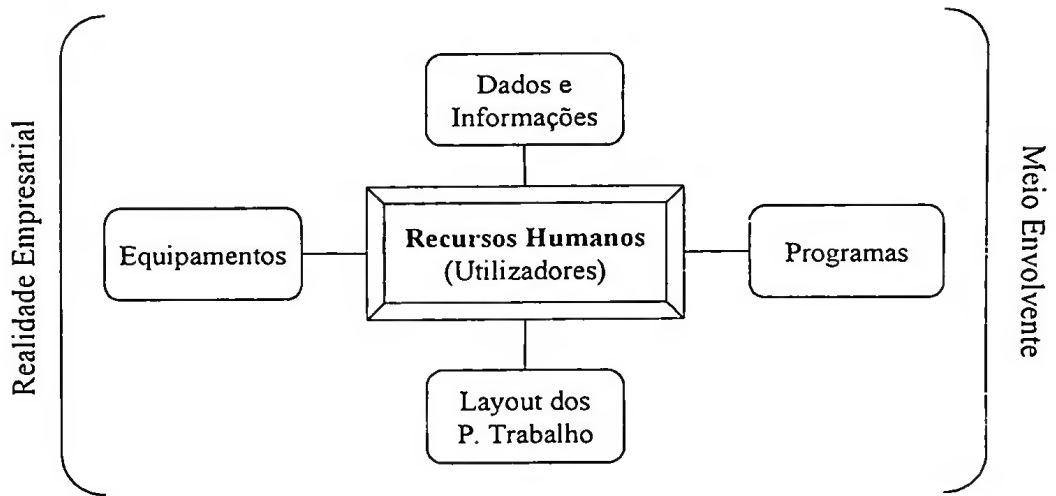 Dados e
Informações
Realidade Empresarial
Equipamentos
Recursos Humanos
(Utilizadores)
Programas
Meio Envolvente
Layout dos
P. Trabalho